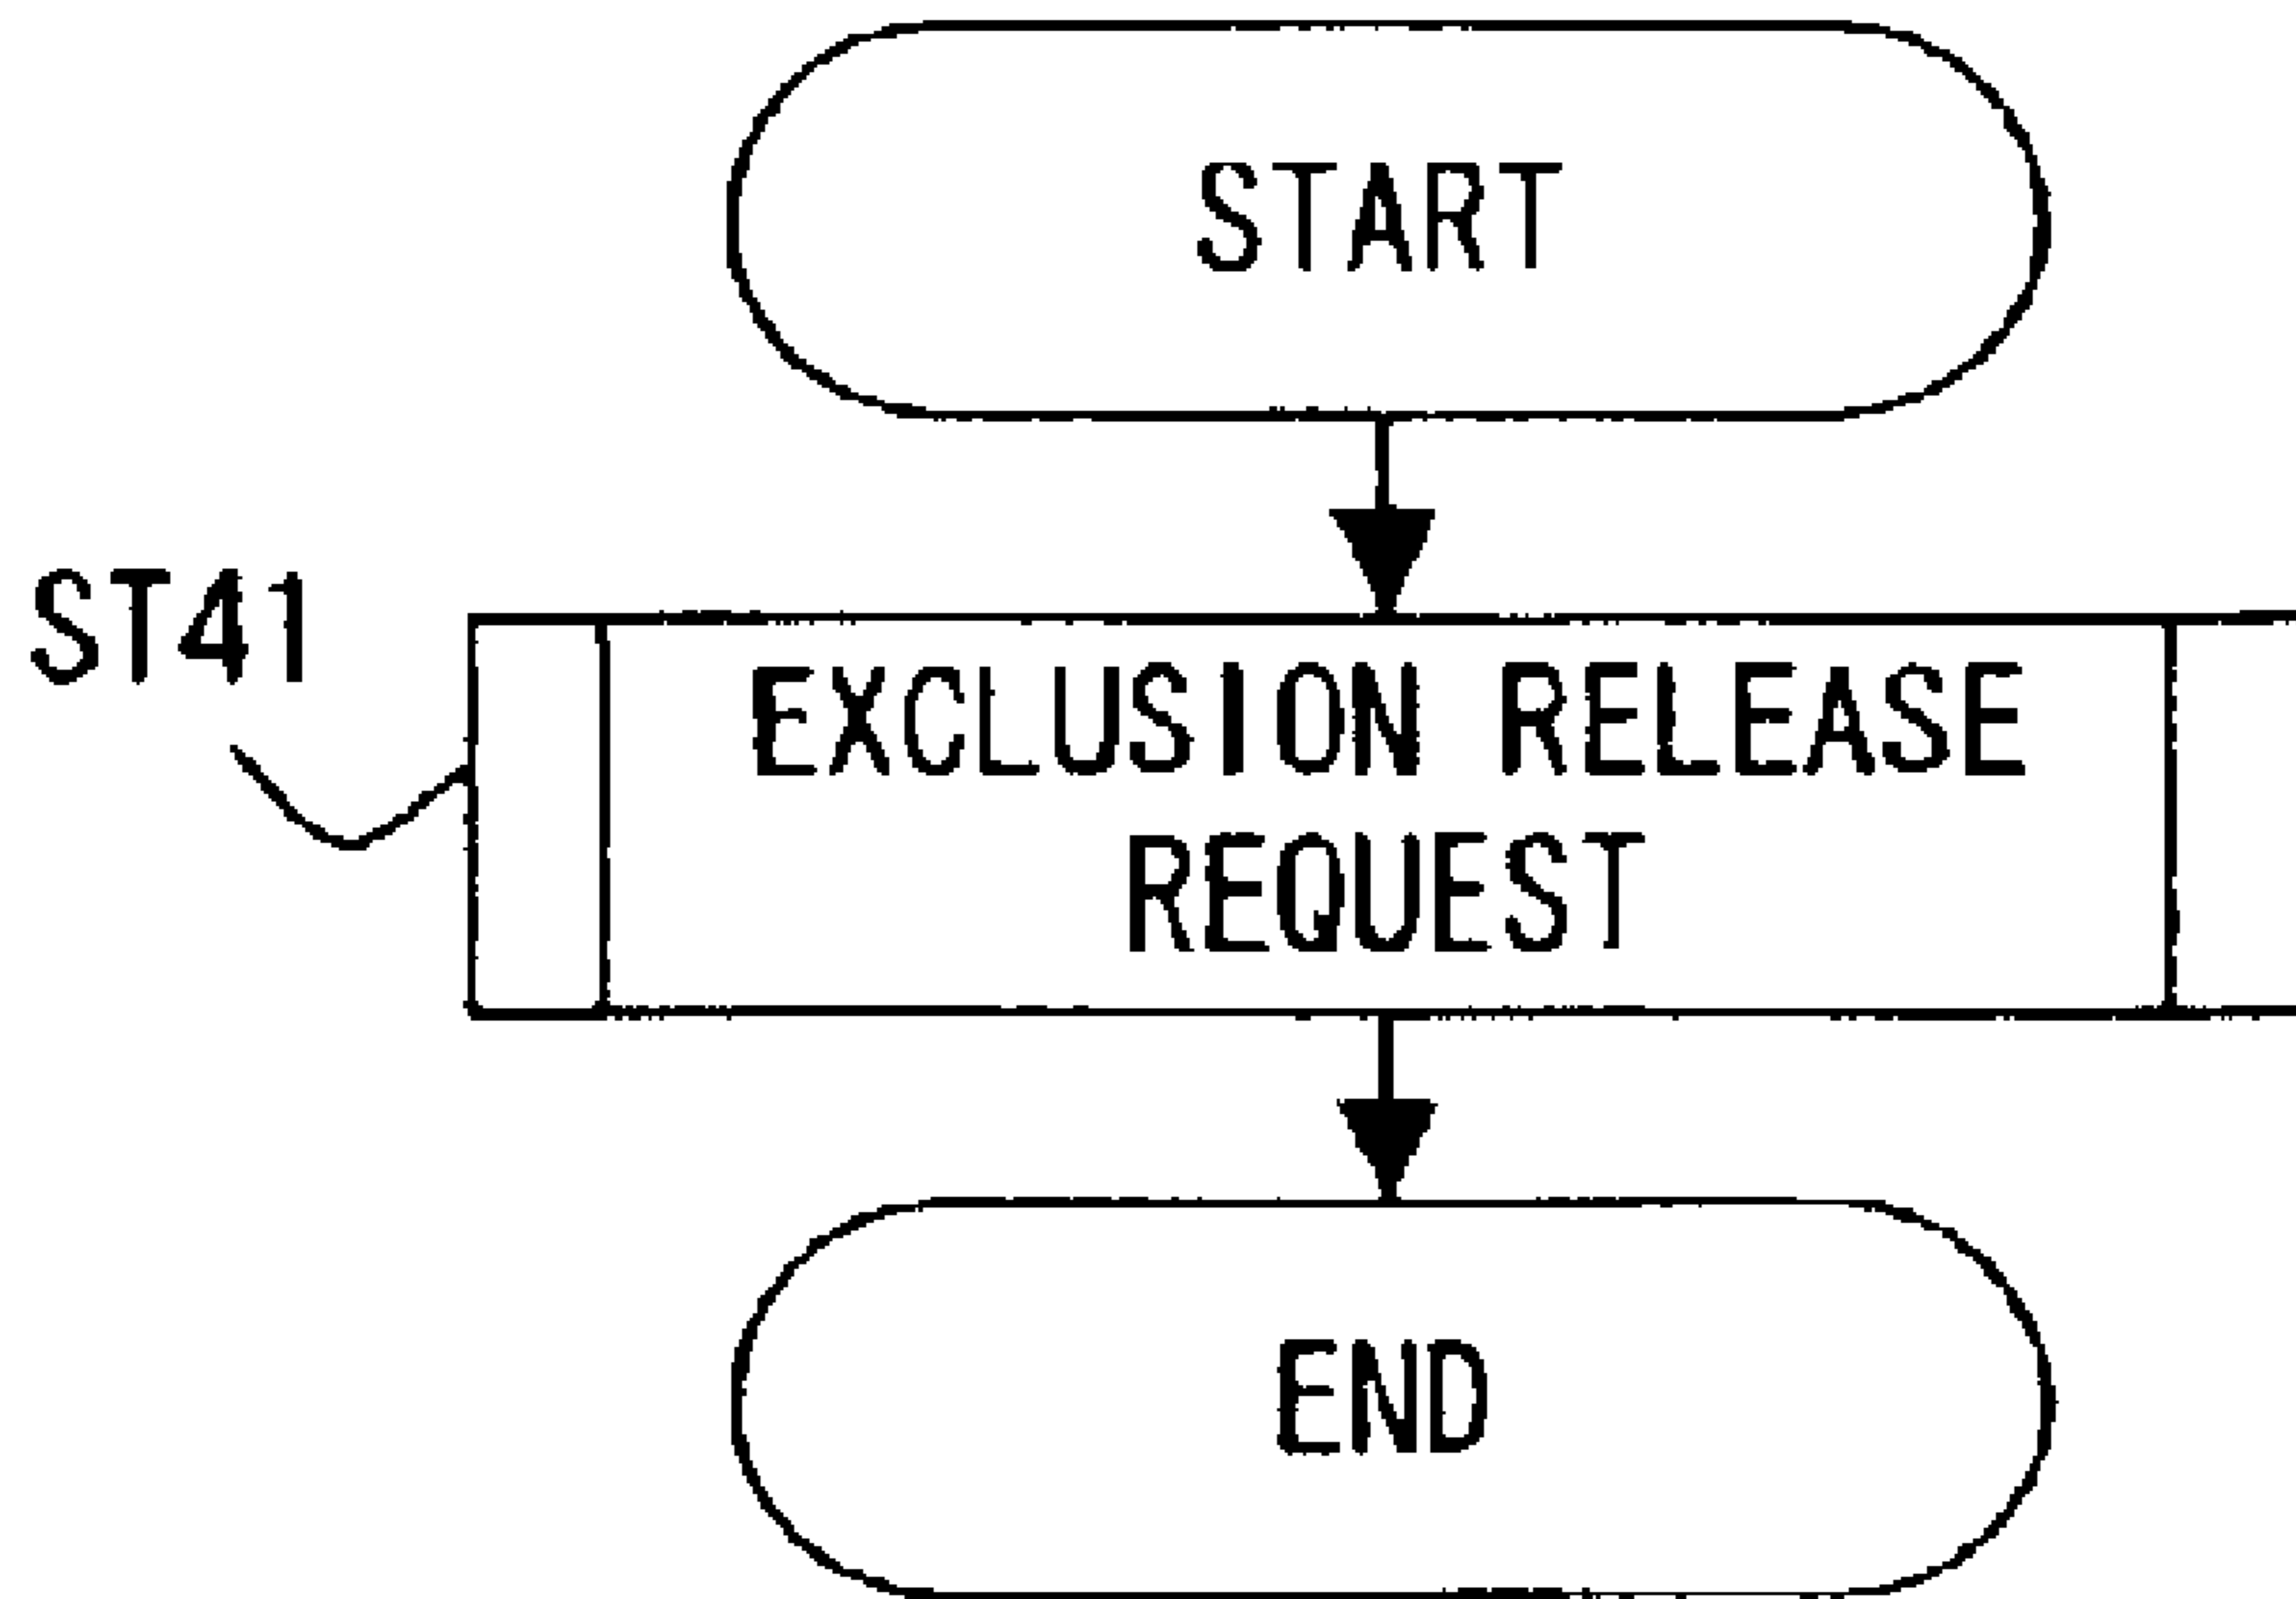 START
ST41
EXCLUSION RELEASE
REQUEST
END